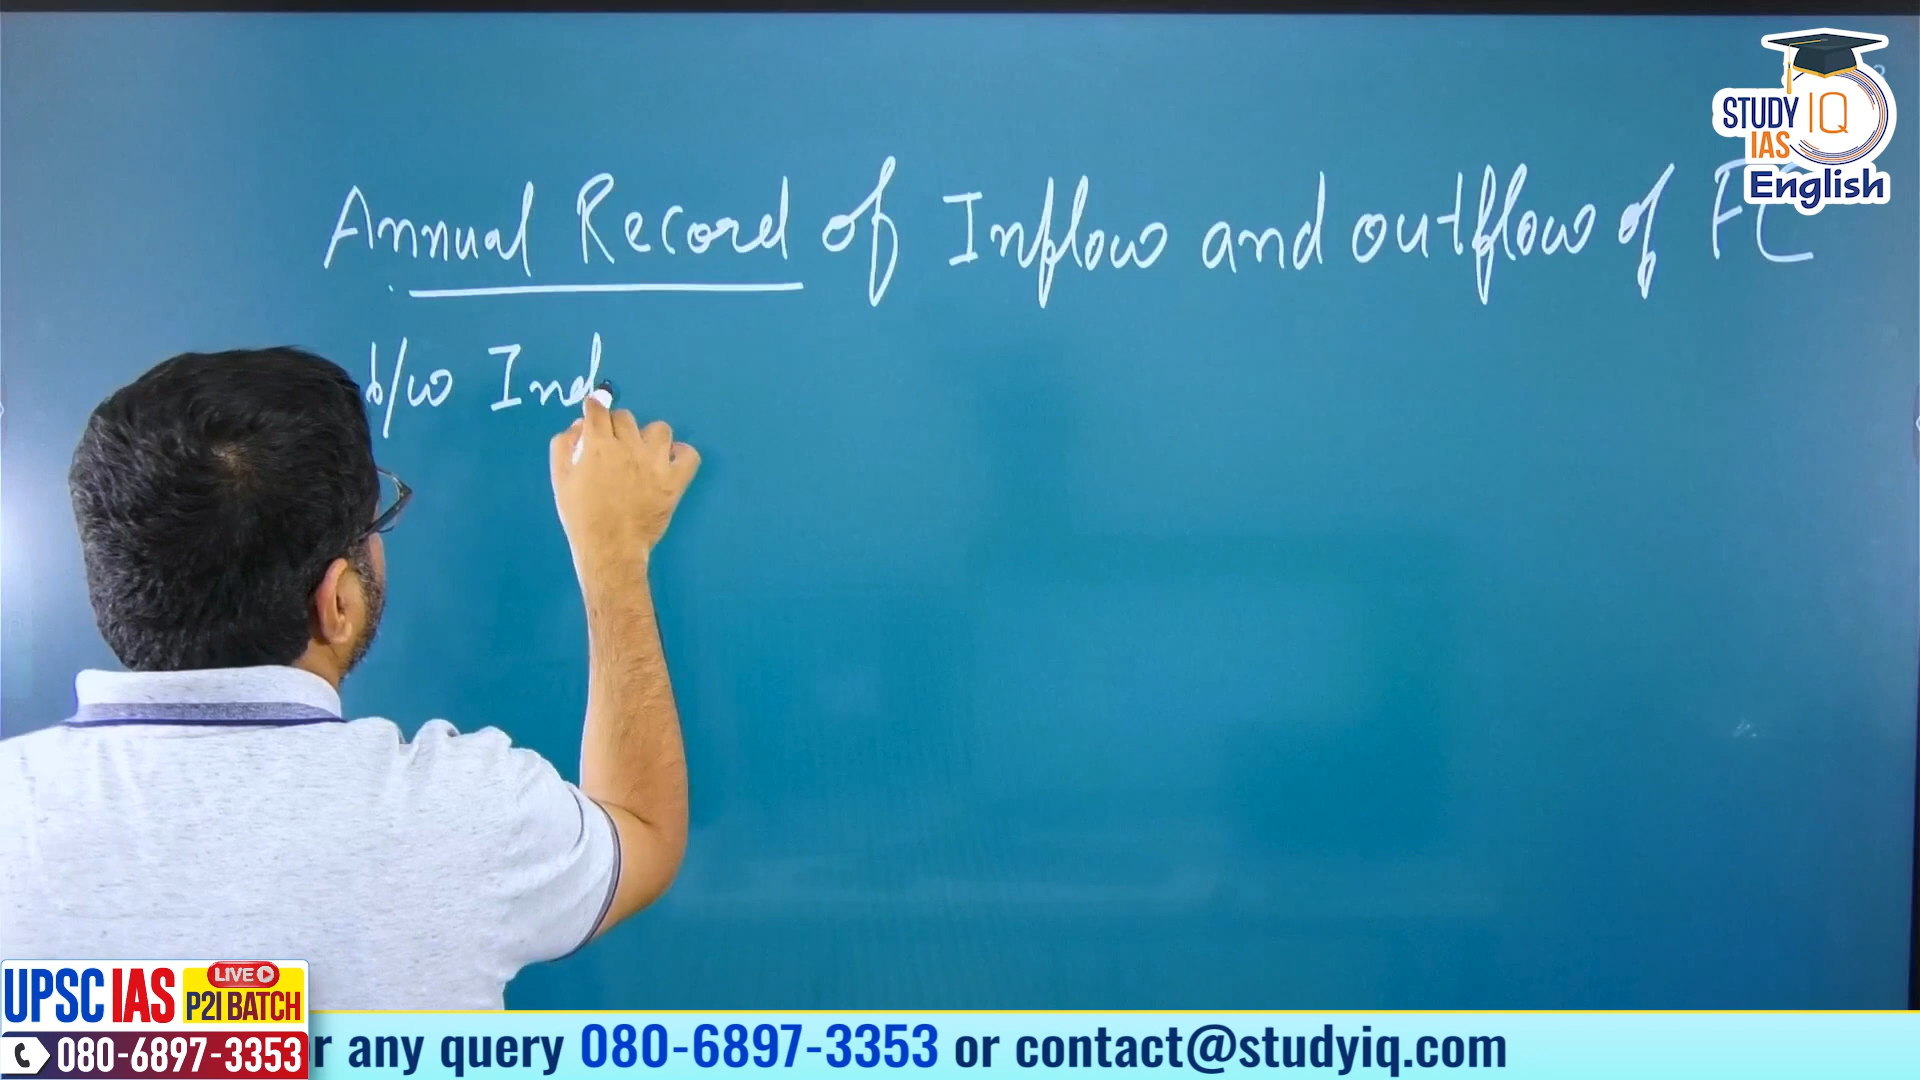 STUDY IQ
IAS
English
Annual Record of Inflow and outflow of FC
b/w Ind
UPSC IAS LIVE P2I BATCH
080-6897-3353
r any query 080-6897-3353 or contact@studyiq.com